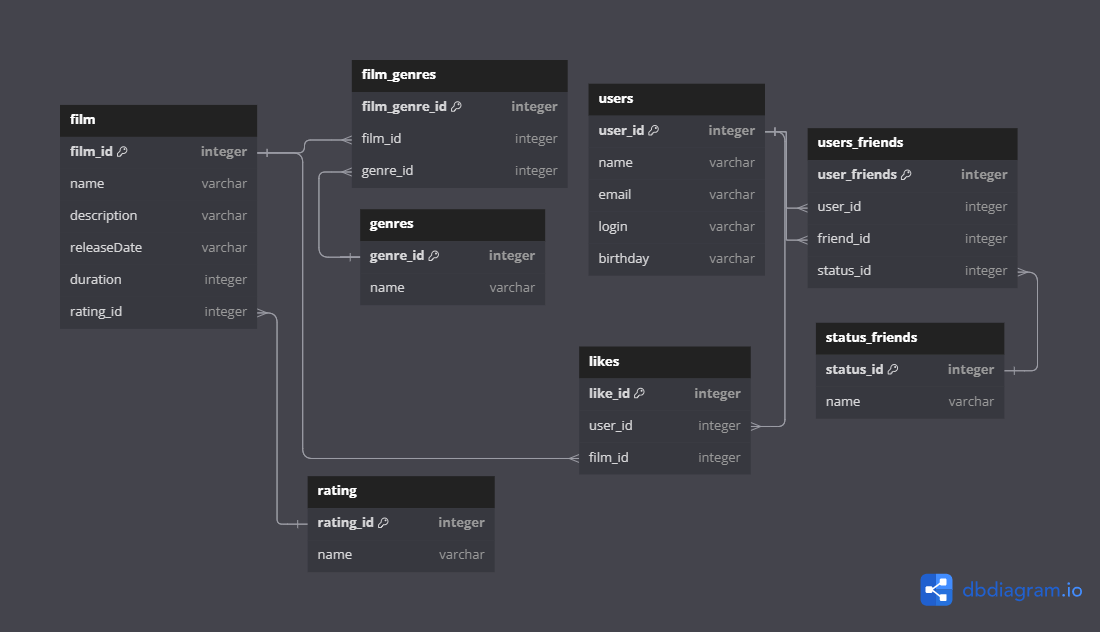 film
film_id integer
name varchar
description varchar
releaseDate varchar
duration integer
rating_id integer
film_genres
film_genre_id integer
film_id integer
genre_id integer
genres
genre_id integer
name varchar
users
user_id integer
name varchar
email varchar
login varchar
birthday varchar
users_friends
user_friends integer
user_id integer
friend_id integer
status_id integer
status_friends
status_id integer
name varchar
likes
like_id integer
user_id integer
film_id integer
rating
rating_id integer
name varchar
dbdiagram.io